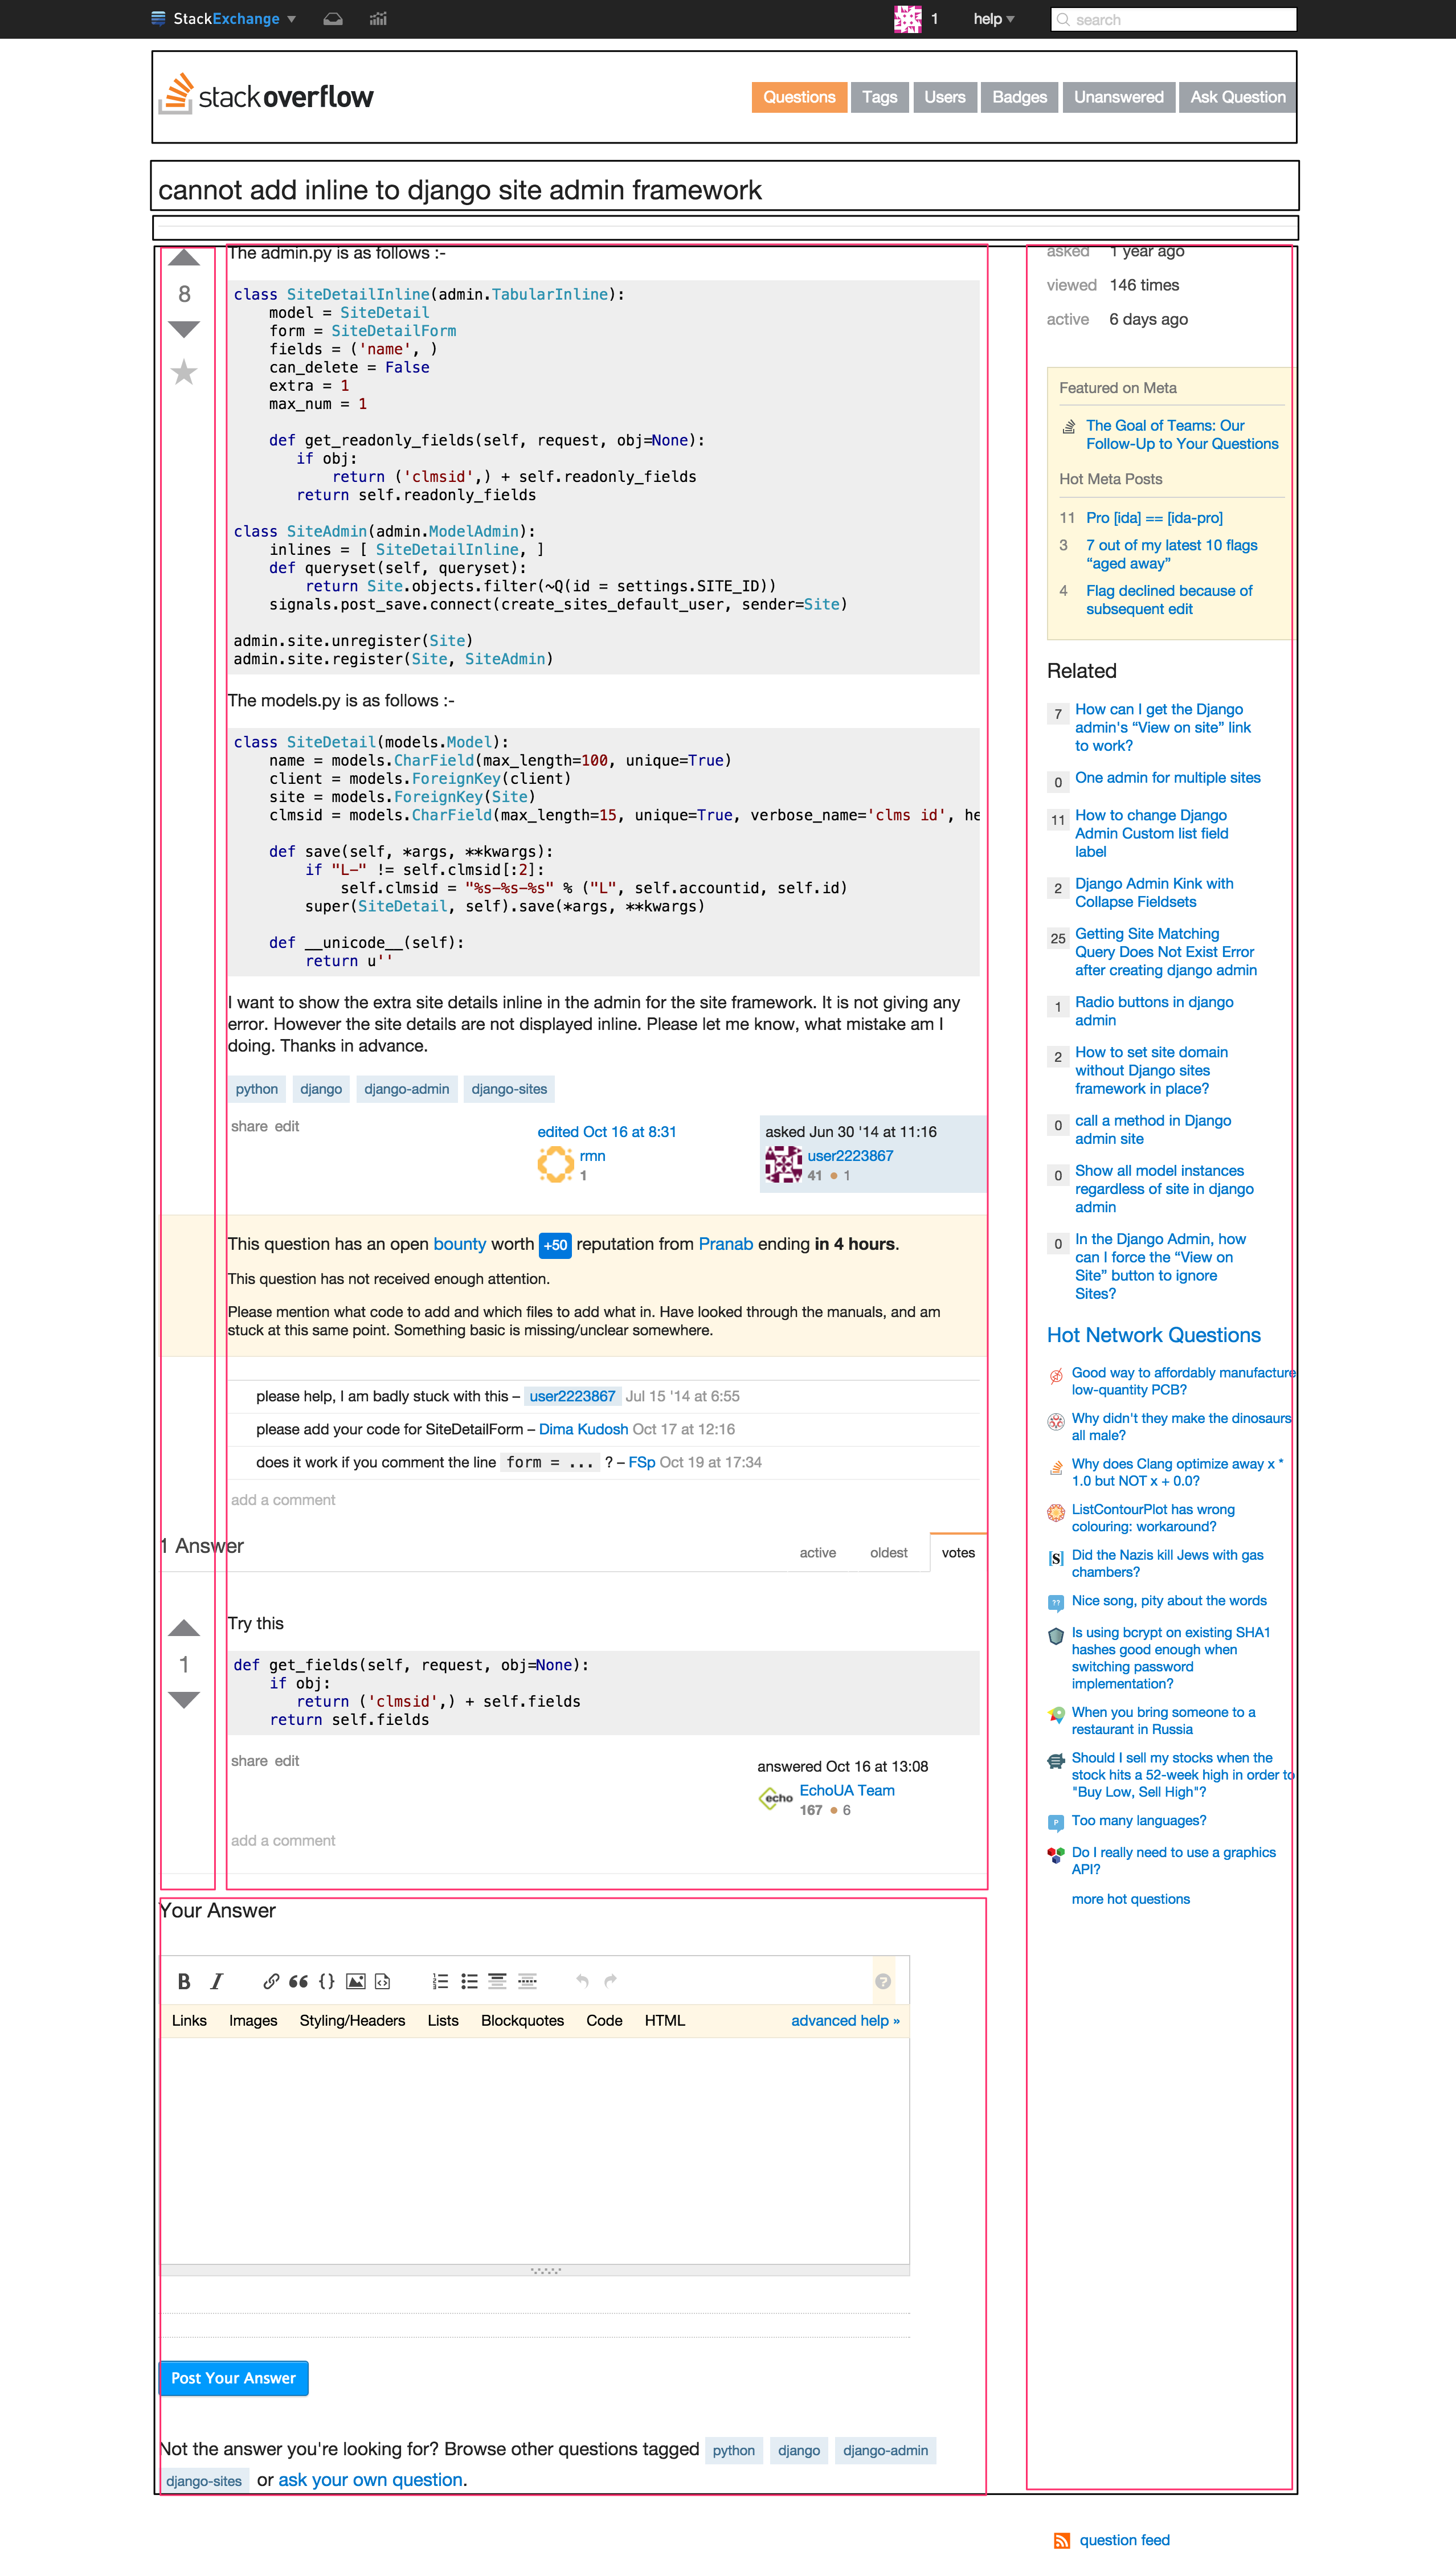 StackExchange
1
help
search
stackoverflow
Questions
Tags
Users
Badges
Unanswered
Ask Question
cannot add inline to django site admin framework
8
The admin.py is as follows :-
class SiteDetailInline(admin.TabularInline):
    model = SiteDetail
    form = SiteDetailForm
    fields = ('name', )
    can_delete = False
    extra = 1
    max_num = 1
    def get_readonly_fields(self, request, obj=None):
       if obj:
           return ('clmsid',) + self.readonly_fields
       return self.readonly_fields
class SiteAdmin(admin.ModelAdmin):
    inlines = [ SiteDetailInline, ]
    def queryset(self, queryset):
        return Site.objects.filter(~Q(id = settings.SITE_ID))
    signals.post_save.connect(create_sites_default_user, sender=Site)
admin.site.unregister(Site)
admin.site.register(Site, SiteAdmin)
The models.py is as follows :-
class SiteDetail(models.Model):
    name = models.CharField(max_length=100, unique=True)
    client = models.ForeignKey(client)
    site = models.ForeignKey(Site)
    clmsid = models.CharField(max_length=15, unique=True, verbose_name='clms id', he
    def save(self, *args, **kwargs):
        if "L-" != self.clmsid[:2]:
            self.clmsid = "%s-%s-%s" % ("L", self.accountid, self.id)
        super(SiteDetail, self).save(*args, **kwargs)
    def __unicode__(self):
        return u''
I want to show the extra site details inline in the admin for the site framework. It is not giving any
error. However the site details are not displayed inline. Please let me know, what mistake am I
doing. Thanks in advance.
python django django-admin django-sites
share edit
edited Oct 16 at 8:31
rmn
1
asked Jun 30 '14 at 11:16
user2223867
41 ● 1
This question has an open bounty worth +50 reputation from Pranab ending in 4 hours.
This question has not received enough attention.
Please mention what code to add and which files to add what in. Have looked through the manuals, and am
stuck at this same point. Something basic is missing/unclear somewhere.
please help, I am badly stuck with this – user2223867 Jul 15 '14 at 6:55
please add your code for SiteDetailForm – Dima Kudosh Oct 17 at 12:16
does it work if you comment the line form = ... ? – FSp Oct 19 at 17:34
add a comment
1 Answer
active oldest votes
1
Try this
def get_fields(self, request, obj=None):
    if obj:
       return ('clmsid',) + self.fields
    return self.fields
share edit
answered Oct 16 at 13:08
echo
EchoUA Team
167 ● 6
add a comment
Your Answer
B I
Links Images Styling/Headers Lists Blockquotes Code HTML advanced help »
Post Your Answer
Not the answer you're looking for? Browse other questions tagged python django django-admin
django-sites or ask your own question.
asked 1 year ago
viewed 146 times
active 6 days ago
Featured on Meta
The Goal of Teams: Our
Follow-Up to Your Questions
Hot Meta Posts
11 Pro [ida] == [ida-pro]
3 7 out of my latest 10 flags
“aged away”
4 Flag declined because of
subsequent edit
Related
7 How can I get the Django
admin's “View on site” link
to work?
0 One admin for multiple sites
11 How to change Django
Admin Custom list field
label
2 Django Admin Kink with
Collapse Fieldsets
25 Getting Site Matching
Query Does Not Exist Error
after creating django admin
1 Radio buttons in django
admin
2 How to set site domain
without Django sites
framework in place?
0 call a method in Django
admin site
0 Show all model instances
regardless of site in django
admin
0 In the Django Admin, how
can I force the “View on
Site” button to ignore
Sites?
Hot Network Questions
Good way to affordably manufacture
low-quantity PCB?
Why didn't they make the dinosaurs
all male?
Why does Clang optimize away x *
1.0 but NOT x + 0.0?
ListContourPlot has wrong
colouring: workaround?
Did the Nazis kill Jews with gas
chambers?
Nice song, pity about the words
Is using bcrypt on existing SHA1
hashes good enough when
switching password
implementation?
When you bring someone to a
restaurant in Russia
Should I sell my stocks when the
stock hits a 52-week high in order to
"Buy Low, Sell High"?
Too many languages?
Do I really need to use a graphics
API?
more hot questions
question feed